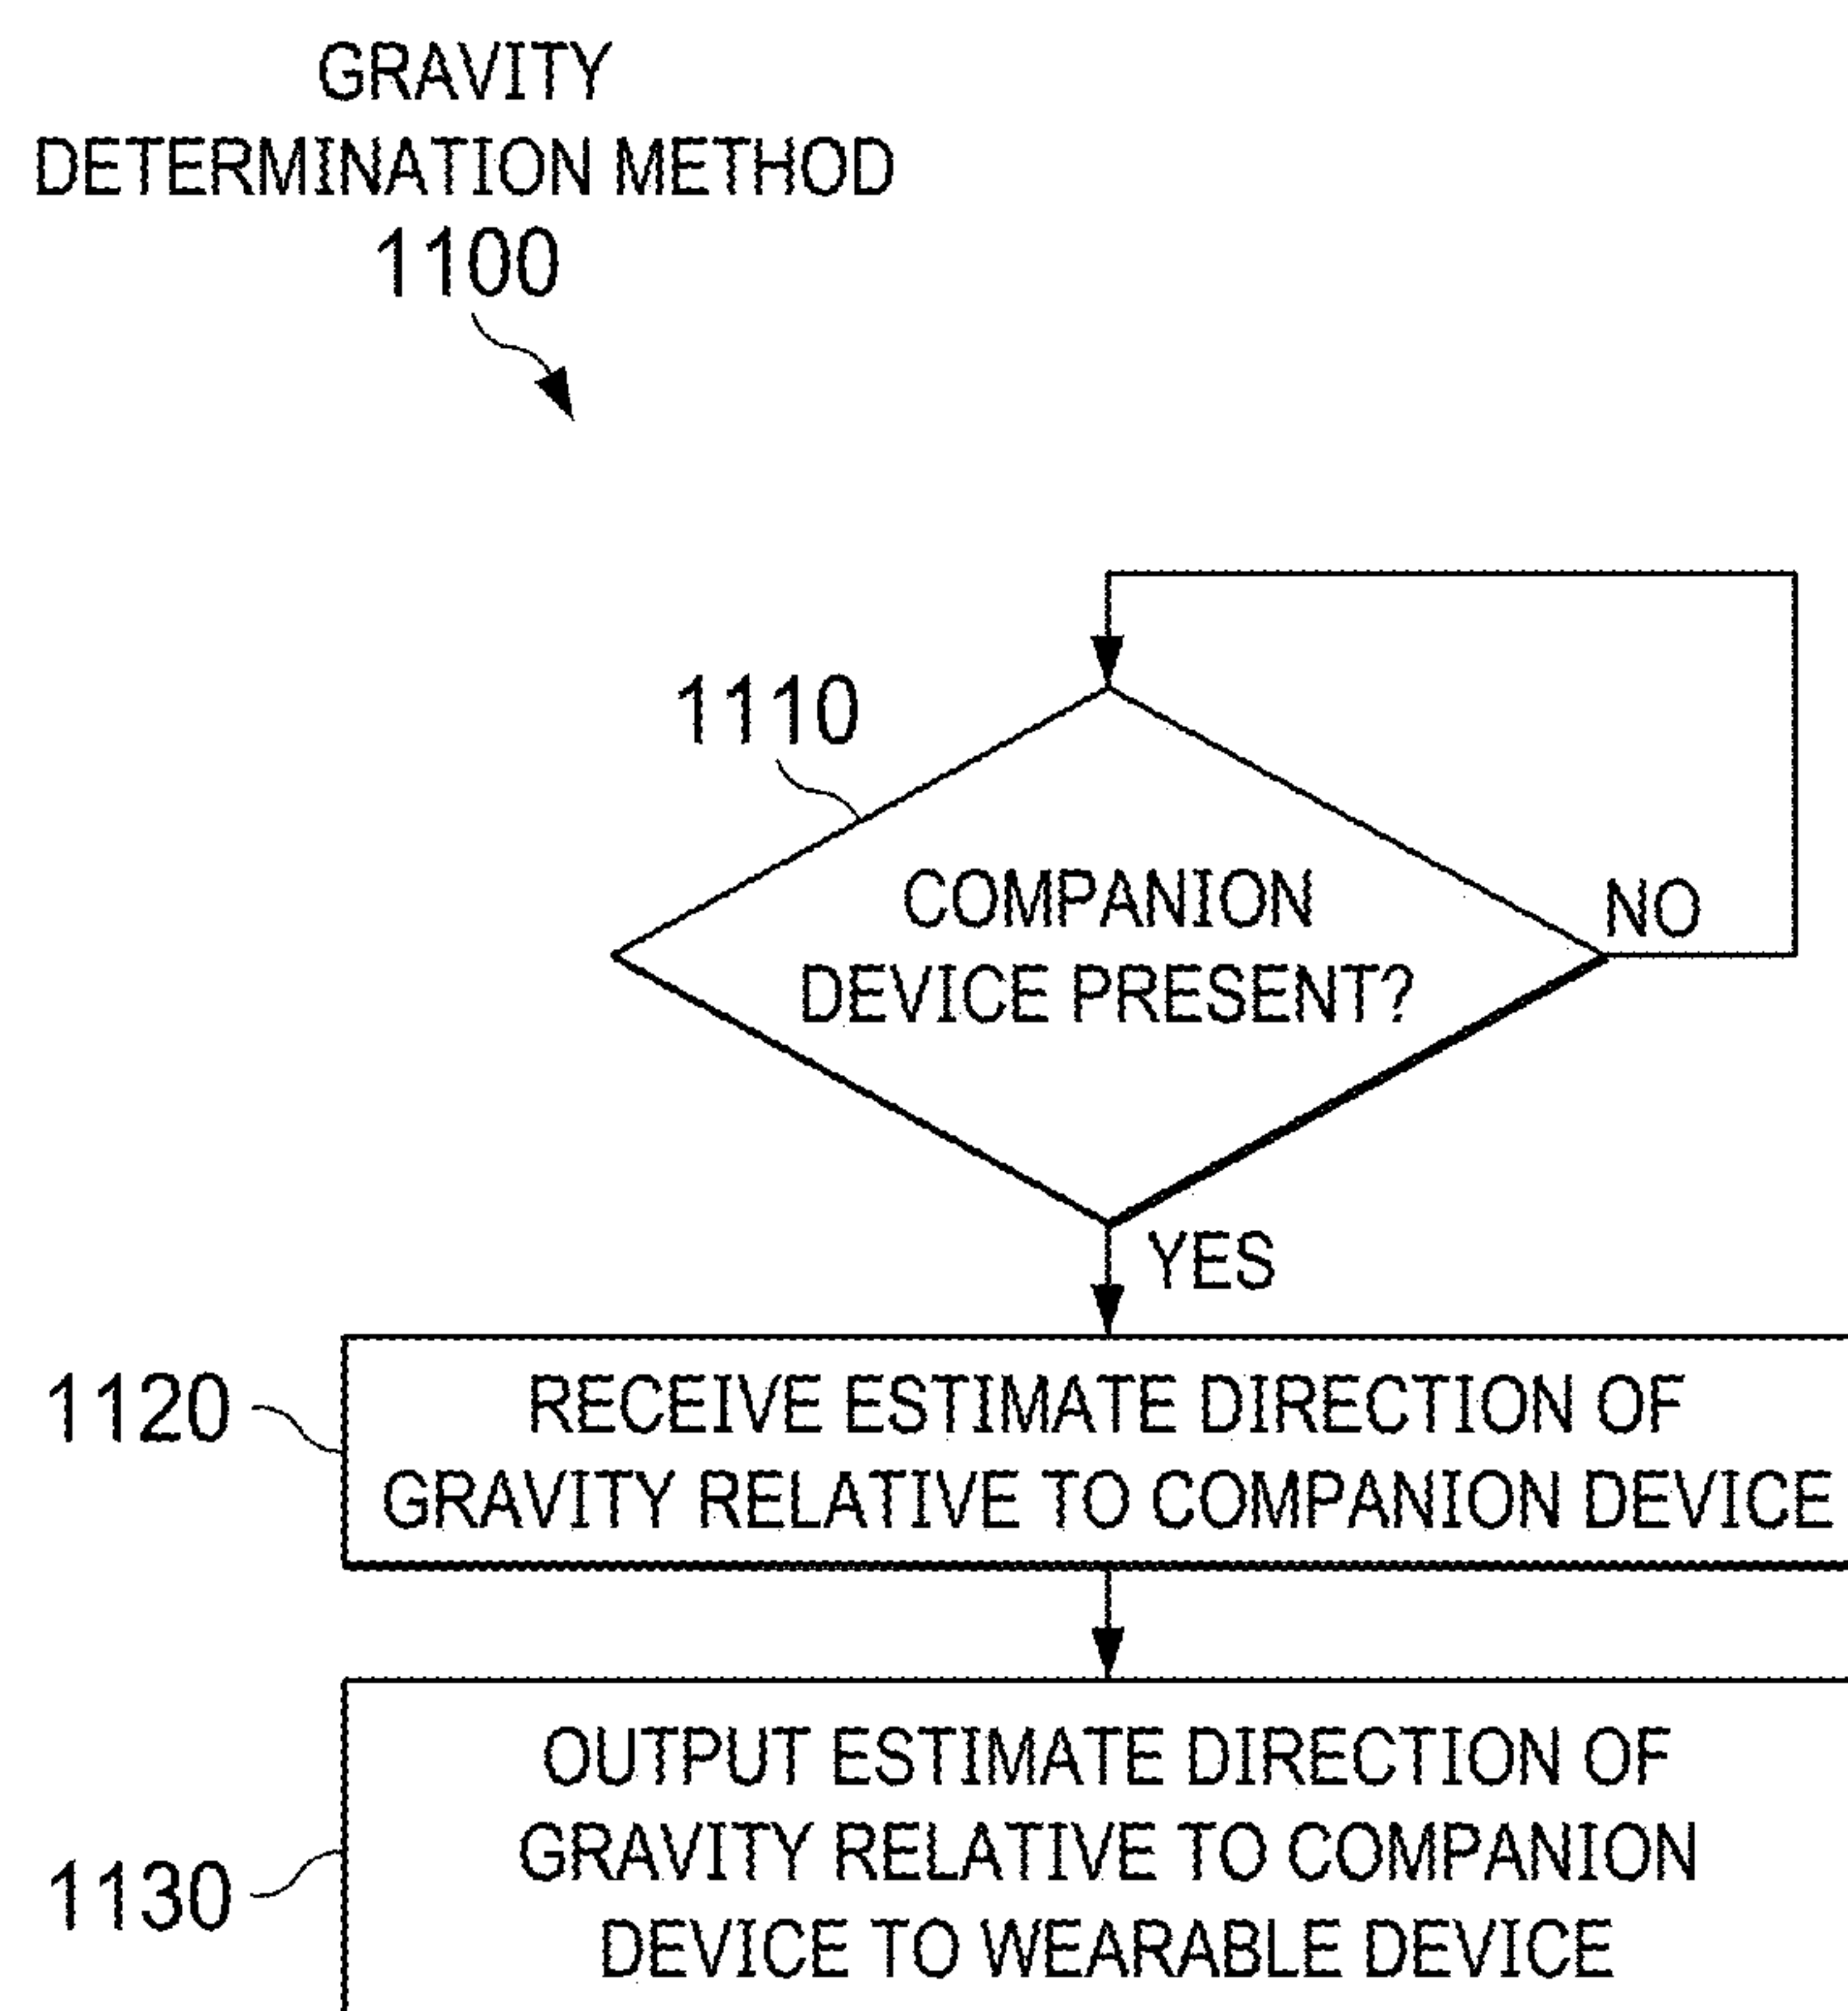 GRAVITY
DETERMINATION METHOD
1100
1110
COMPANION
DEVICE PRESENT?
NO
YES
1120
RECEIVE ESTIMATE DIRECTION OF
GRAVITY RELATIVE TO COMPANION DEVICE
1130
OUTPUT ESTIMATE DIRECTION OF
GRAVITY RELATIVE TO COMPANION
DEVICE TO WEARABLE DEVICE